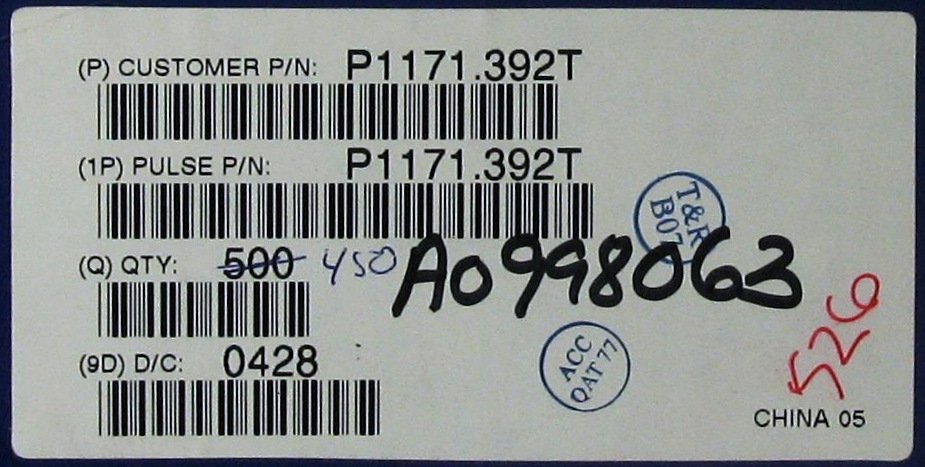 (P) CUSTOMER P/N: P1171.392T
(1P) PULSE P/N: P1171.392T
T&R
B07
(Q) QTY: 500 450
A0998063
(9D) D/C: 0428
ACC
QAT 77
526
CHINA 05